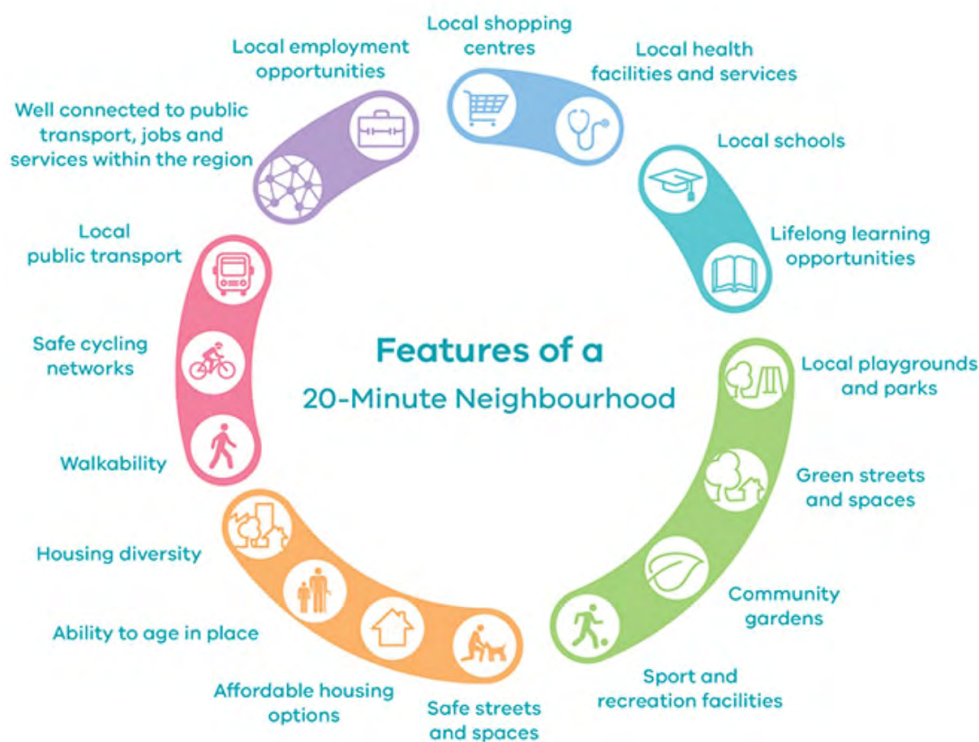 Features of a
20-Minute Neighbourhood
Local shopping
centres
Local health
facilities and services
Local schools
Lifelong learning
opportunities
Local playgrounds
and parks
Green streets
and spaces
Community
gardens
Sport and
recreation facilities
Safe streets
and spaces
Affordable housing
options
Ability to age in place
Housing diversity
Walkability
Safe cycling
networks
Local
public transport
Well connected to public
transport, jobs and
services within the region
Local employment
opportunities